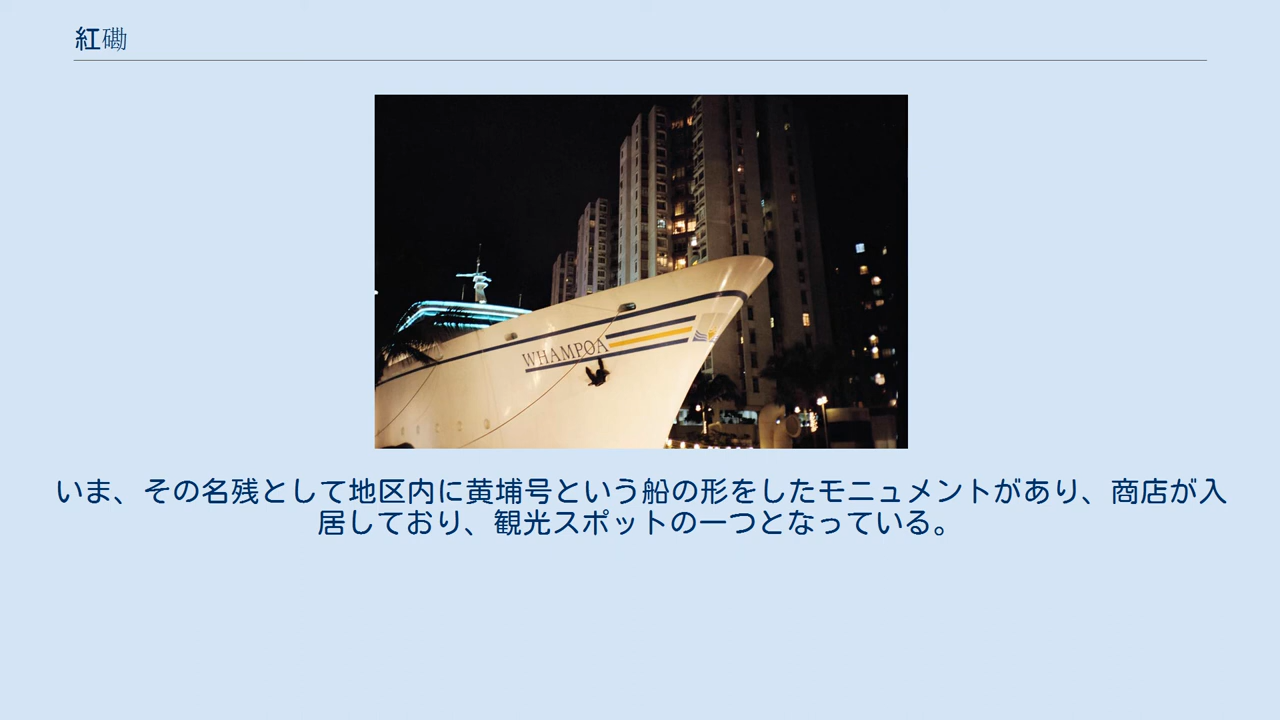 紅磡
WHAMPOA
いま、その名残として地区内に黄埔号という船の形をしたモニュメントがあり、商店が入
居しており、観光スポットの一つとなっている。